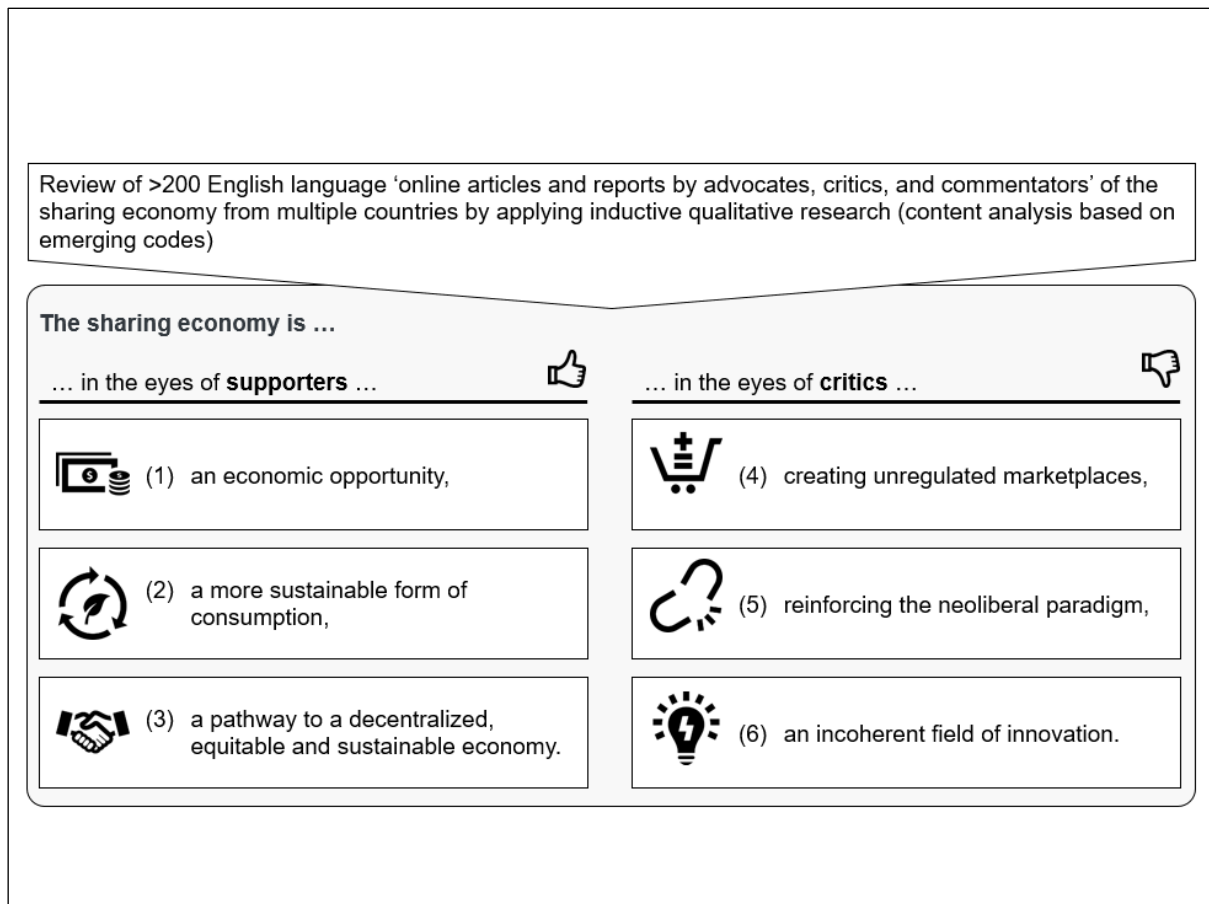 Review of >200 English language ‘online articles and reports by advocates, critics, and commentators’ of the
sharing economy from multiple countries by applying inductive qualitative research (content analysis based on
emerging codes)
The sharing economy is …
… in the eyes of supporters …
(1) an economic opportunity,
(2) a more sustainable form of
consumption,
(3) a pathway to a decentralized,
equitable and sustainable economy.
… in the eyes of critics …
(4) creating unregulated marketplaces,
(5) reinforcing the neoliberal paradigm,
(6) an incoherent field of innovation.